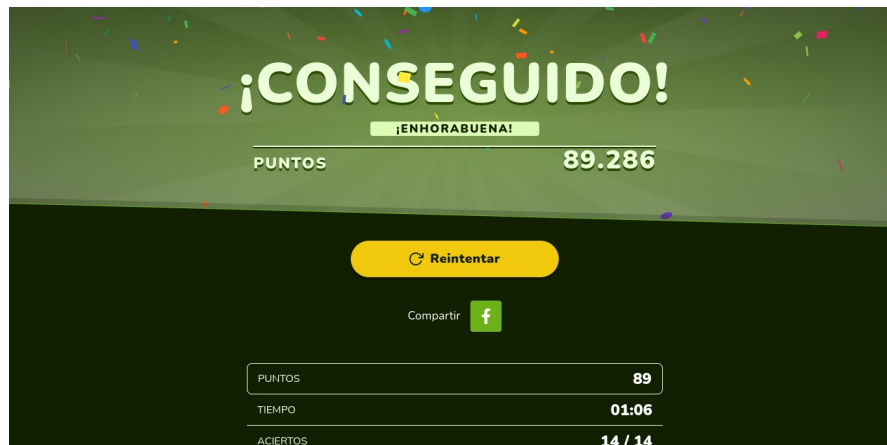 ¡CONSEGUIDO!
¡ENHORABUENA!
PUNTOS 89.286
Reintentar
Compartir
PUNTOS 89
TIEMPO 01:06
ACIERTOS 14 / 14